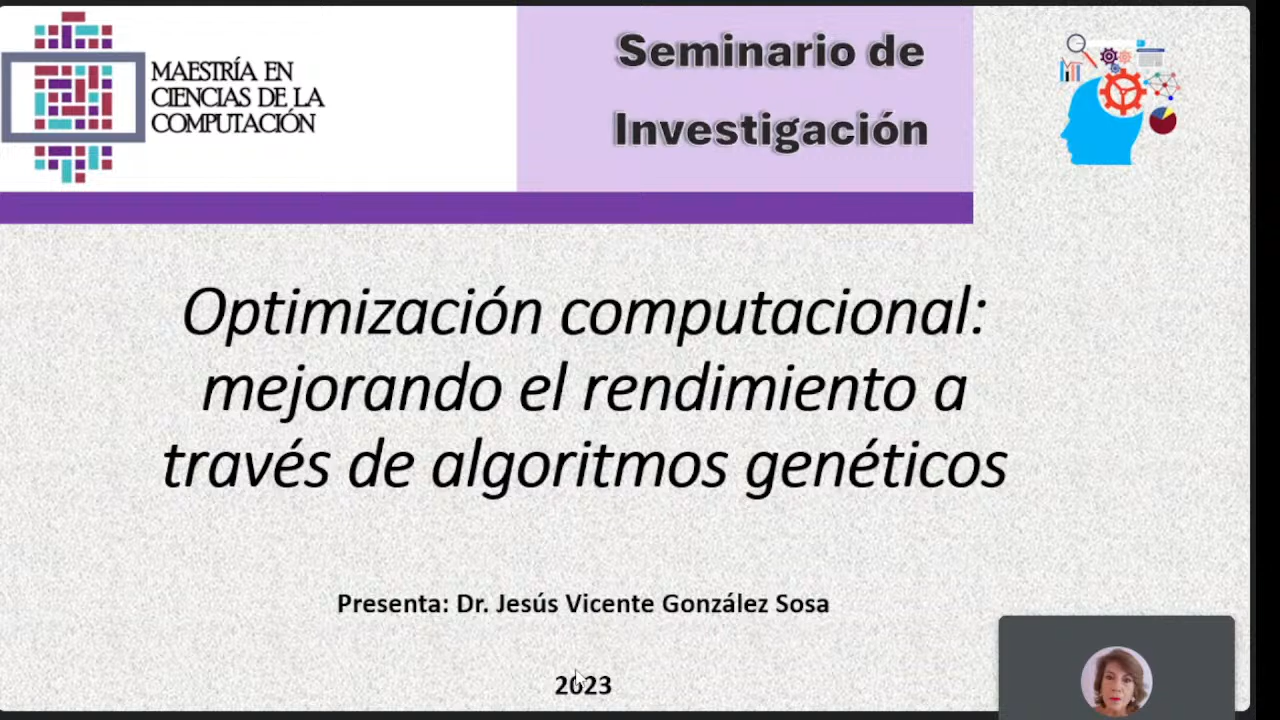 MAESTRÍA EN
CIENCIAS DE LA
COMPUTACIÓN
Seminario de
Investigación
Optimización computacional:
mejorando el rendimiento a
través de algoritmos genéticos
Presenta: Dr. Jesús Vicente González Sosa
2023